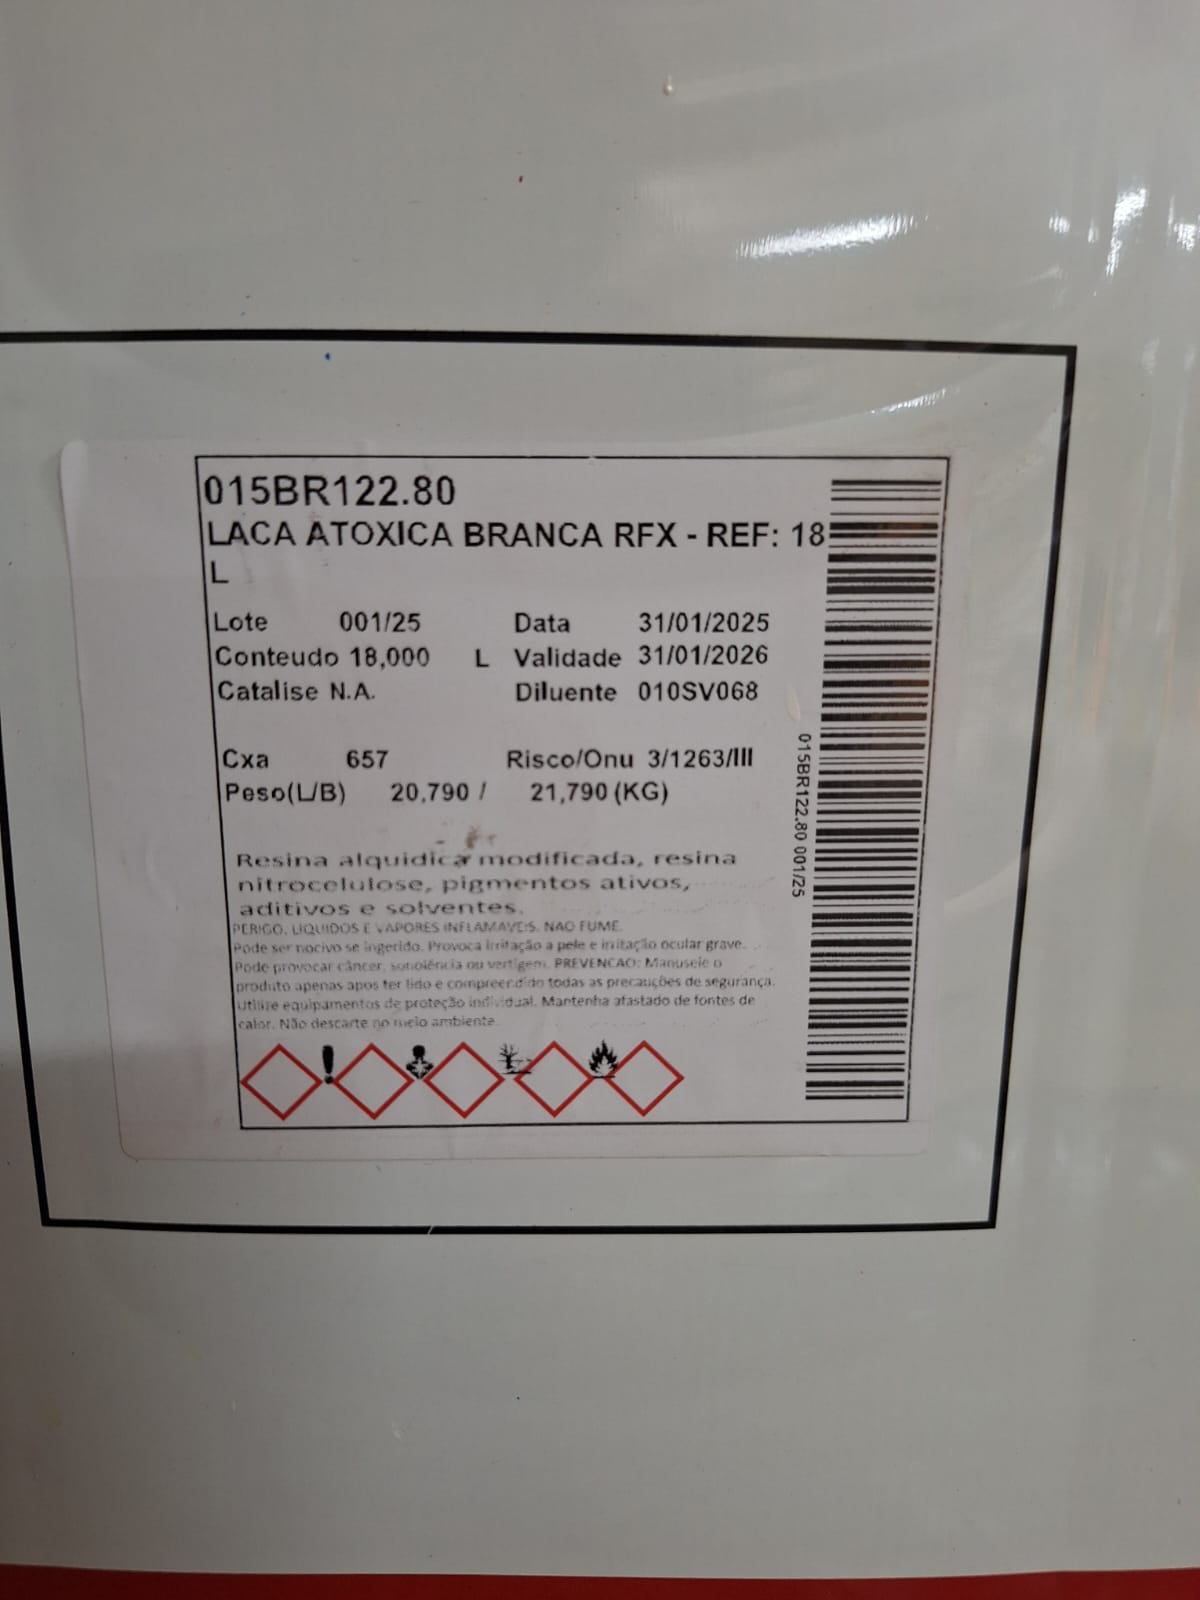 015BR122.80
LACA ATOXICA BRANCA RFX - REF: 18
L
Lote 001/25 Data 31/01/2025
Conteudo 18,000 L Validade 31/01/2026
Catalise N.A. Diluente 010SV068
Cxa 657 Risco/Onu 3/1263/III
Peso(L/B) 20,790 / 21,790 (KG)
Resina alquidica modificada, resina
nitrocelulose, pigmentos ativos,
aditivos e solventes.
PERIGO. LIQUIDOS E VAPORES INFLAMAVEIS. NAO FUME.
Pode ser nocivo se ingerido. Provoca irritação a pele e irritação ocular grave.
Pode provocar câncer, sonolência ou vertigem. PREVENCAO: Manuseie o
produto apenas apos ter lido e compreendido todas as precauções de segurança.
Utilize equipamentos de proteção individual. Mantenha afastado de fontes de
calor. Não descarte no meio ambiente.
015BR122.80 001/25